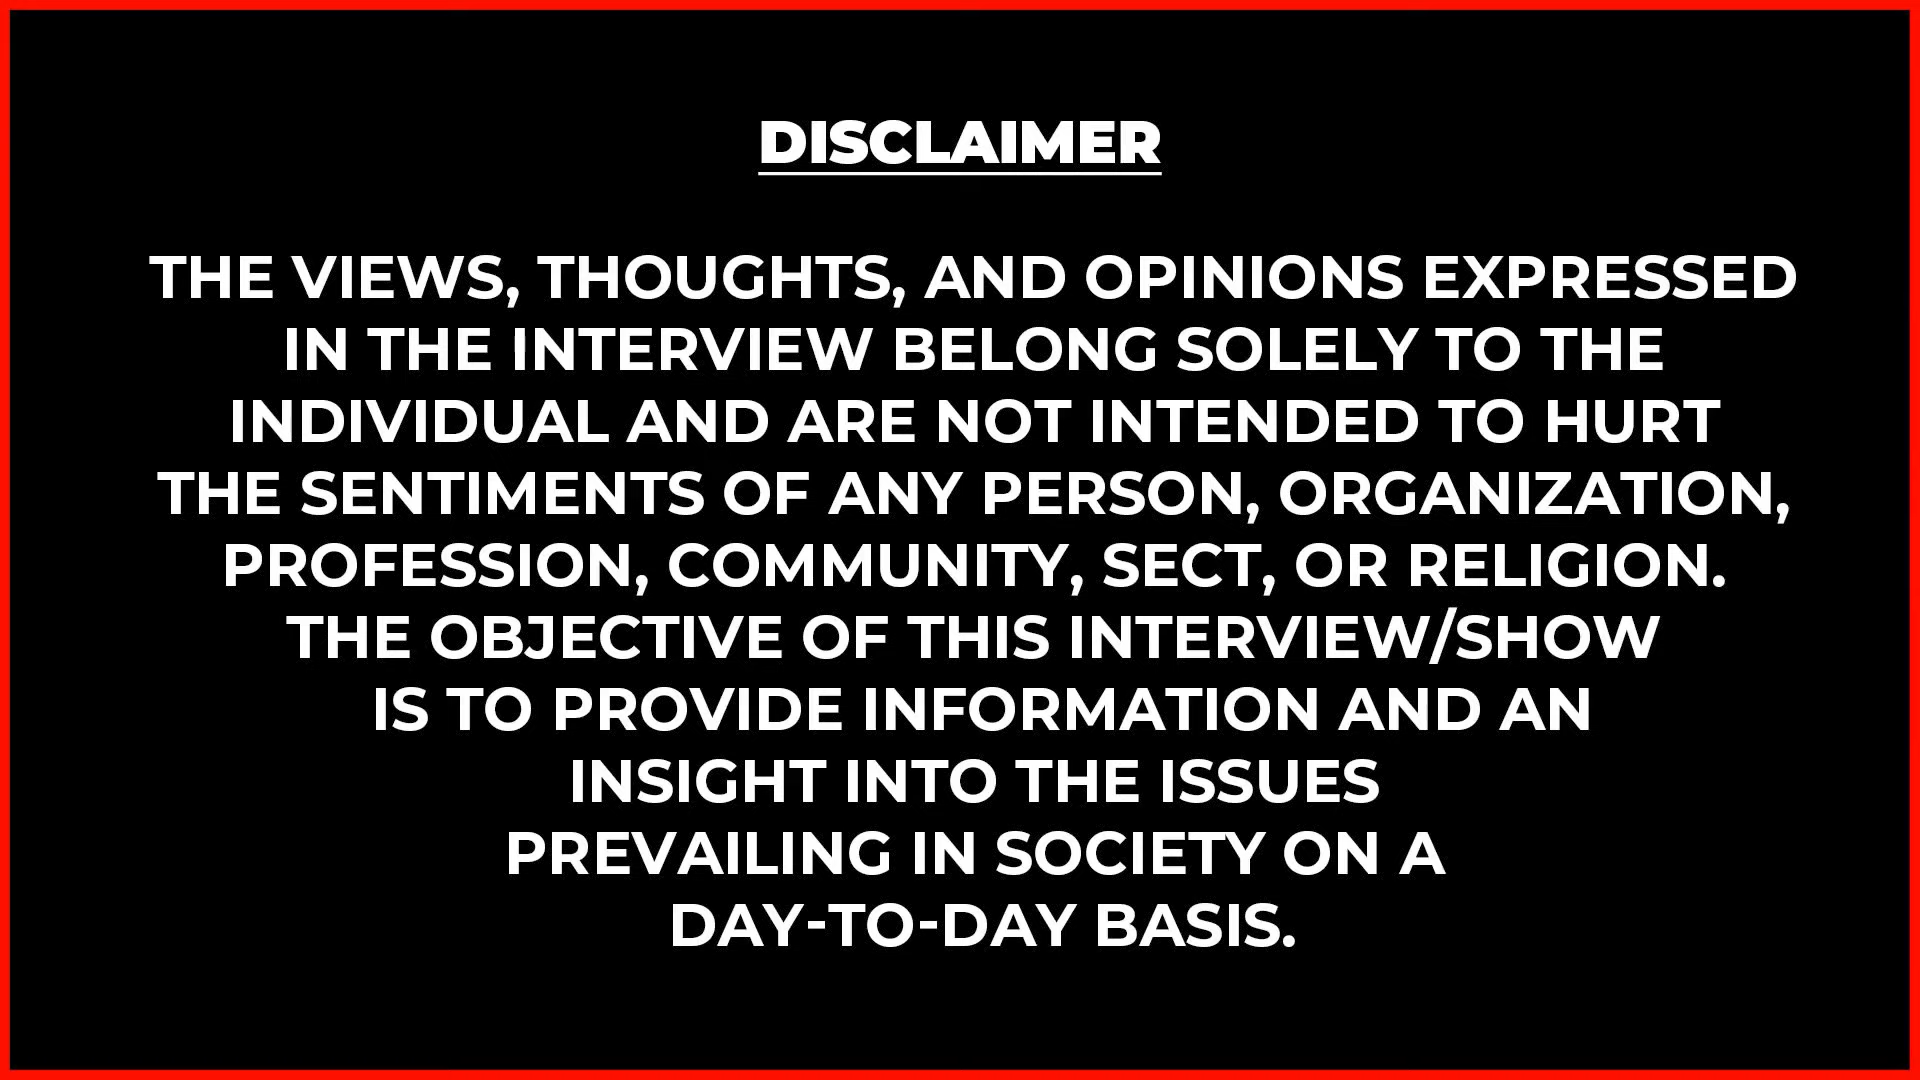 DISCLAIMER
THE VIEWS, THOUGHTS, AND OPINIONS EXPRESSED
IN THE INTERVIEW BELONG SOLELY TO THE
INDIVIDUAL AND ARE NOT INTENDED TO HURT
THE SENTIMENTS OF ANY PERSON, ORGANIZATION,
PROFESSION, COMMUNITY, SECT, OR RELIGION.
THE OBJECTIVE OF THIS INTERVIEW/SHOW
IS TO PROVIDE INFORMATION AND AN
INSIGHT INTO THE ISSUES
PREVAILING IN SOCIETY ON A
DAY-TO-DAY BASIS.